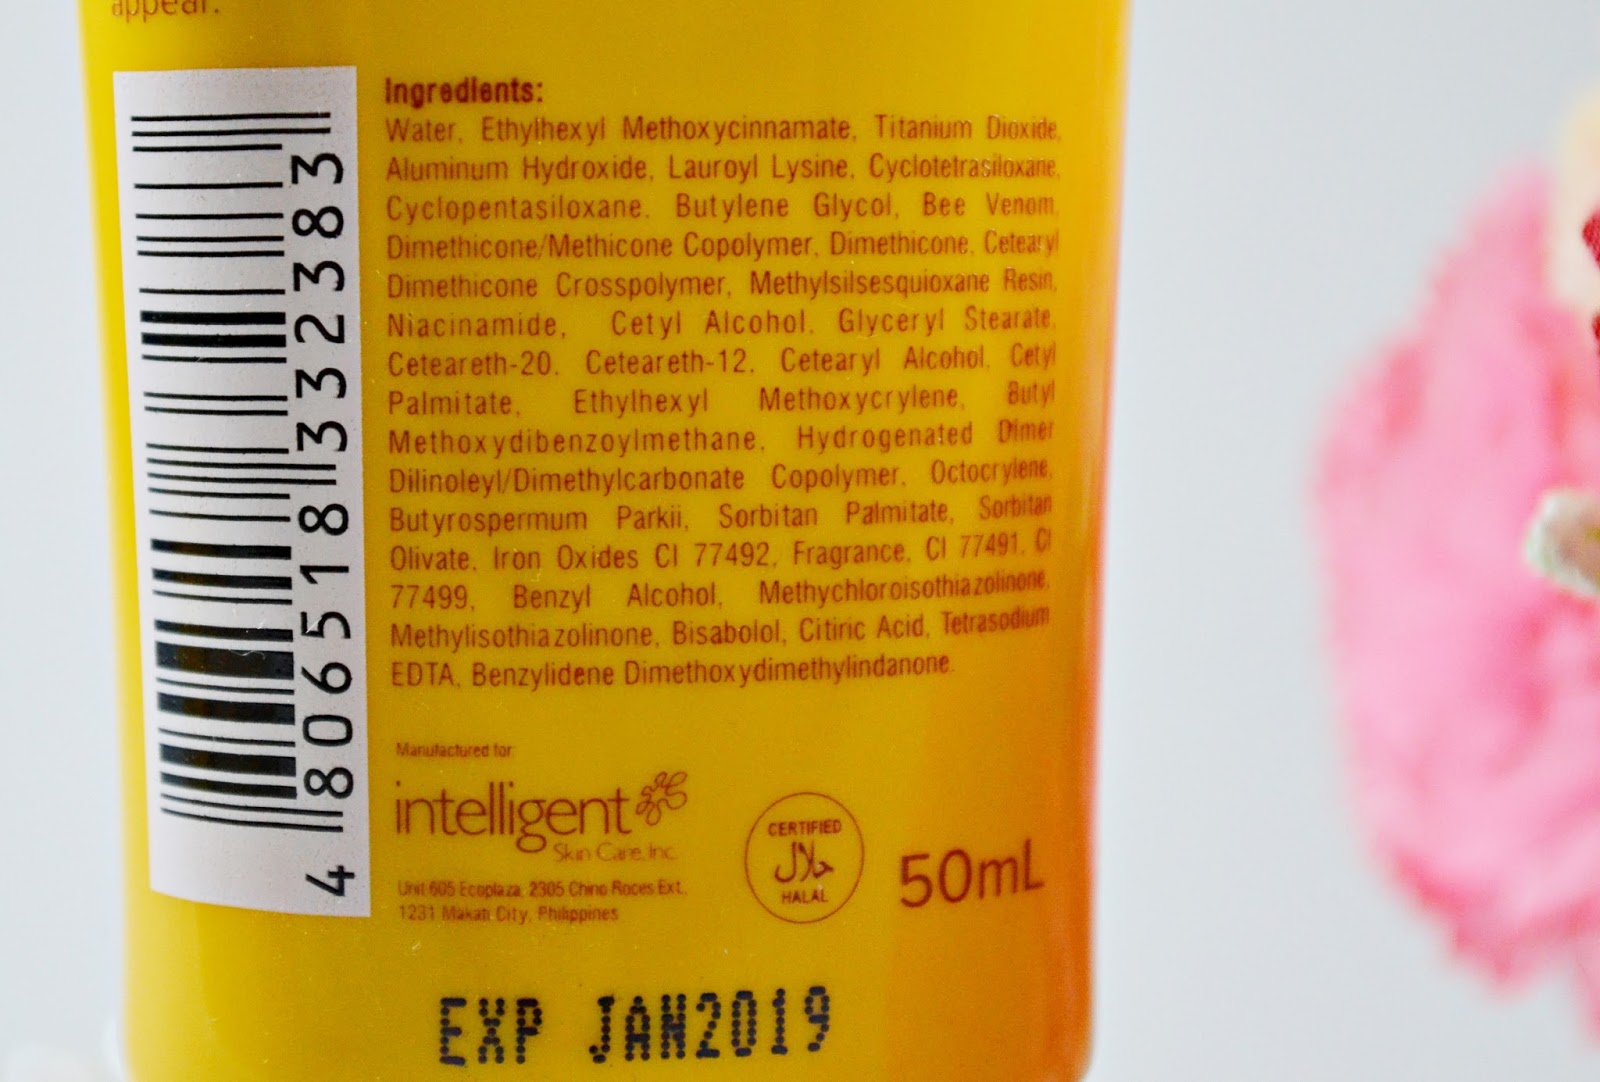 appear.
Ingredients:
Water, Ethylhexyl Methoxycinnamate, Titanium Dioxide,
Aluminum Hydroxide, Lauroyl Lysine, Cyclotetrasiloxane,
Cyclopentasiloxane. Butylene Glycol, Bee Venom,
Dimethicone/Methicone Copolymer, Dimethicone, Cetearyl
Dimethicone Crosspolymer, Methylsilsesquioxane Resin,
Niacinamide, Cetyl Alcohol, Glyceryl Stearate,
Ceteareth-20, Ceteareth-12, Cetearyl Alcohol, Cetyl
Palmitate, Ethylhexyl Methoxycrylene, Butyl
Methoxydibenzoylmethane, Hydrogenated Dimer
Dilinoleyl/Dimethylcarbonate Copolymer, Octocrylene,
Butyrospermum Parkii, Sorbitan Palmitate, Sorbitan
Olivate, Iron Oxides CI 77492, Fragrance, CI 77491, CI
77499, Benzyl Alcohol, Methychloroisothiazolinone,
Methylisothiazolinone, Bisabolol, Citiric Acid, Tetrasodium
EDTA, Benzylidene Dimethoxydimethylindanone.
4 806518 332383
Manufactured for:
intelligent
Skin Care, Inc.
Unit 605 Ecoplaza, 2305 Chino Roces Ext.
1231 Makati City, Philippines
CERTIFIED
حلال
HALAL
50mL
EXP JAN2019